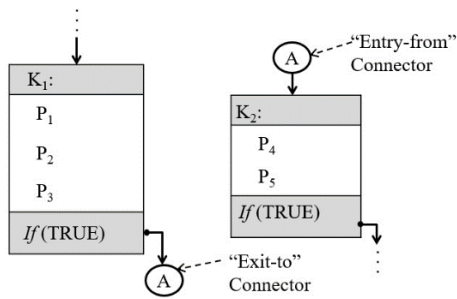 K₁:
P₁
P₂
P₃
If (TRUE)
A
“Exit-to”
Connector
A
“Entry-from”
Connector
K₂:
P₄
P₅
If (TRUE)